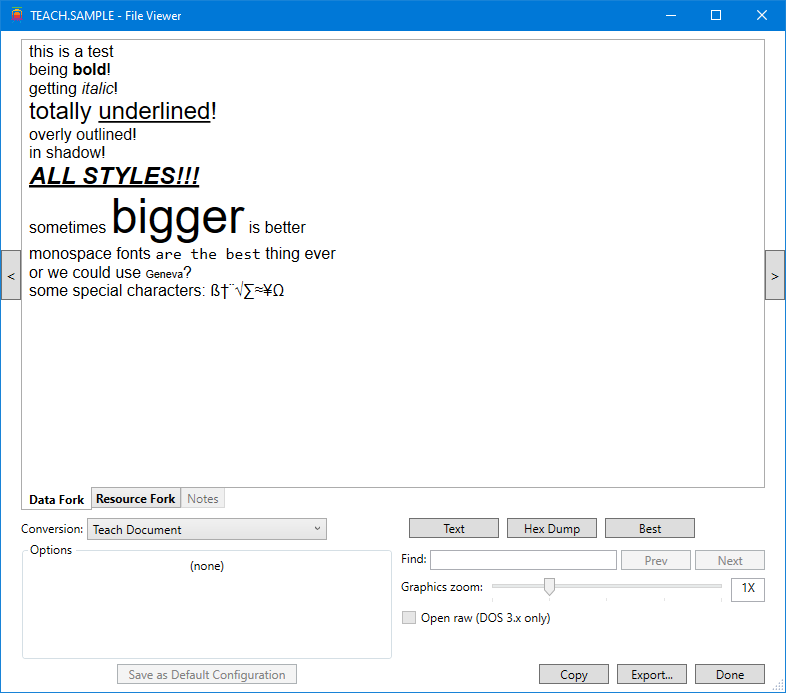 TEACH.SAMPLE - File Viewer
this is a test
being bold!
getting italic!
totally underlined!
overly outlined!
in shadow!
ALL STYLES!!!
sometimes bigger is better
monospace fonts are the best thing ever
or we could use Geneva?
some special characters: ß†¨√∑≈¥Ω
<
>
Data Fork Resource Fork Notes
Conversion: Teach Document
Text Hex Dump Best
Options
(none)
Find: Prev Next
Graphics zoom: 1X
Open raw (DOS 3.x only)
Save as Default Configuration
Copy Export... Done